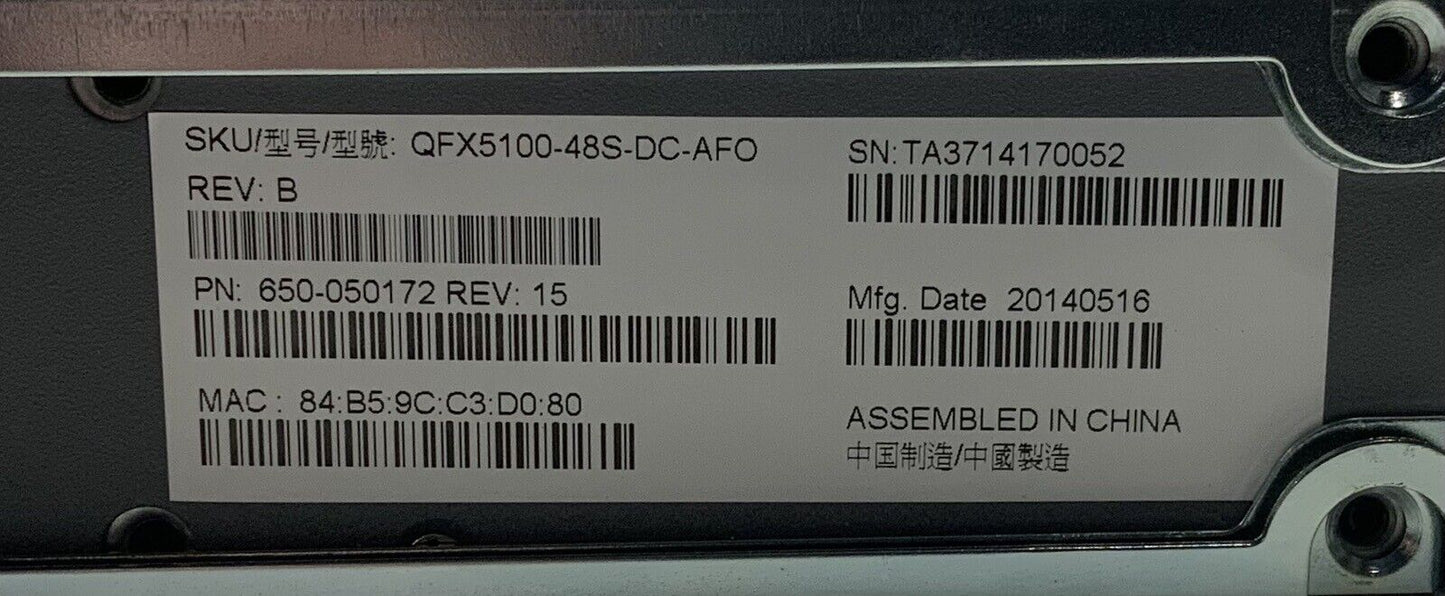 SKU/型号/型號: QFX5100-48S-DC-AFO
REV: B
PN: 650-050172 REV: 15
MAC : 84:B5:9C:C3:D0:80
SN:TA3714170052
Mfg. Date 20140516
ASSEMBLED IN CHINA
中国制造/中國製造